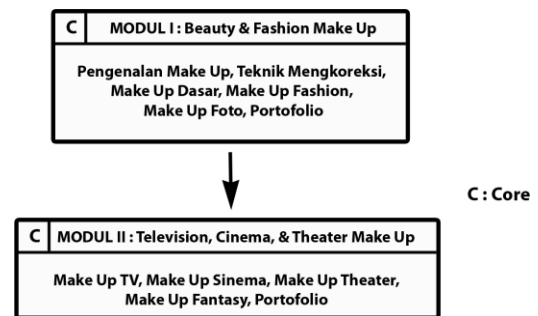 C MODUL I : Beauty & Fashion Make Up
Pengenalan Make Up, Teknik Mengkoreksi,
Make Up Dasar, Make Up Fashion,
Make Up Foto, Portofolio
C : Core
C MODUL II : Television, Cinema, & Theater Make Up
Make Up TV, Make Up Sinema, Make Up Theater,
Make Up Fantasy, Portofolio